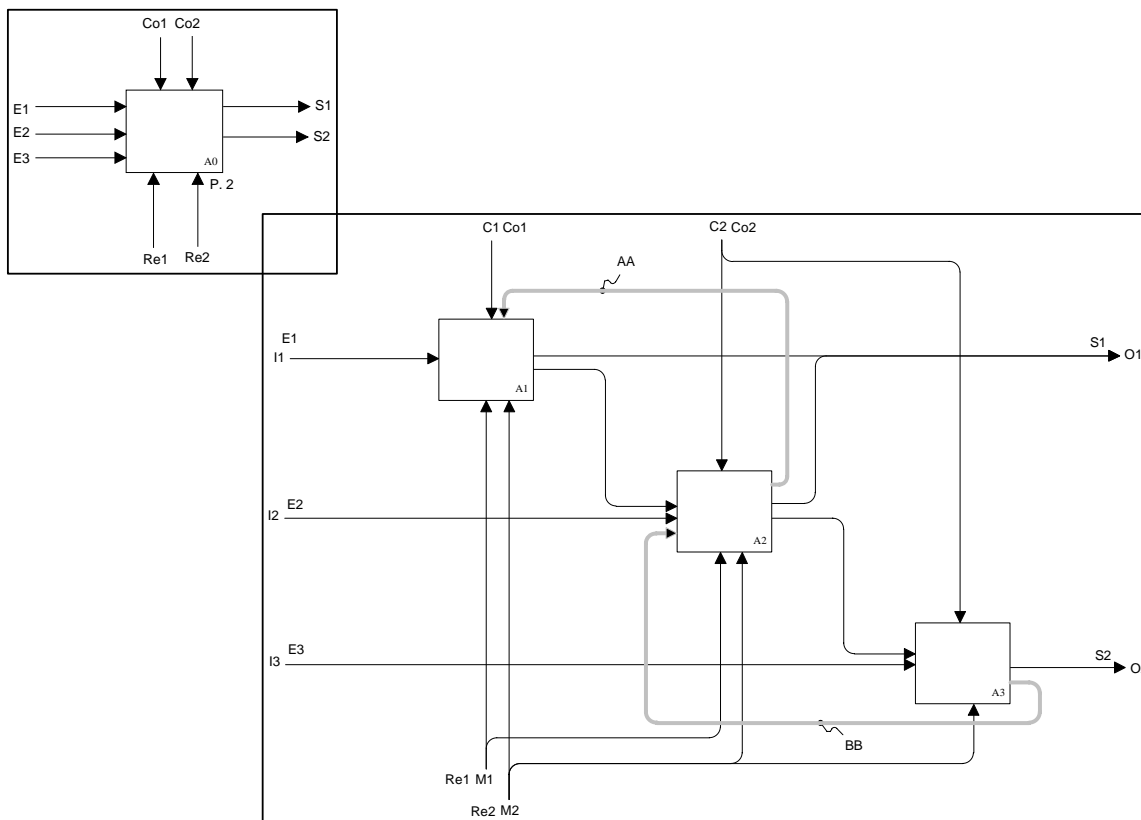 Co1 Co2
E1
S1
E2
S2
E3
A0
P. 2
Re1 Re2
C1 Co1
C2 Co2
AA
E1
I1
S1
O1
A1
E2
I2
A2
E3
I3
S2
O
A3
BB
Re1 M1
Re2 M2